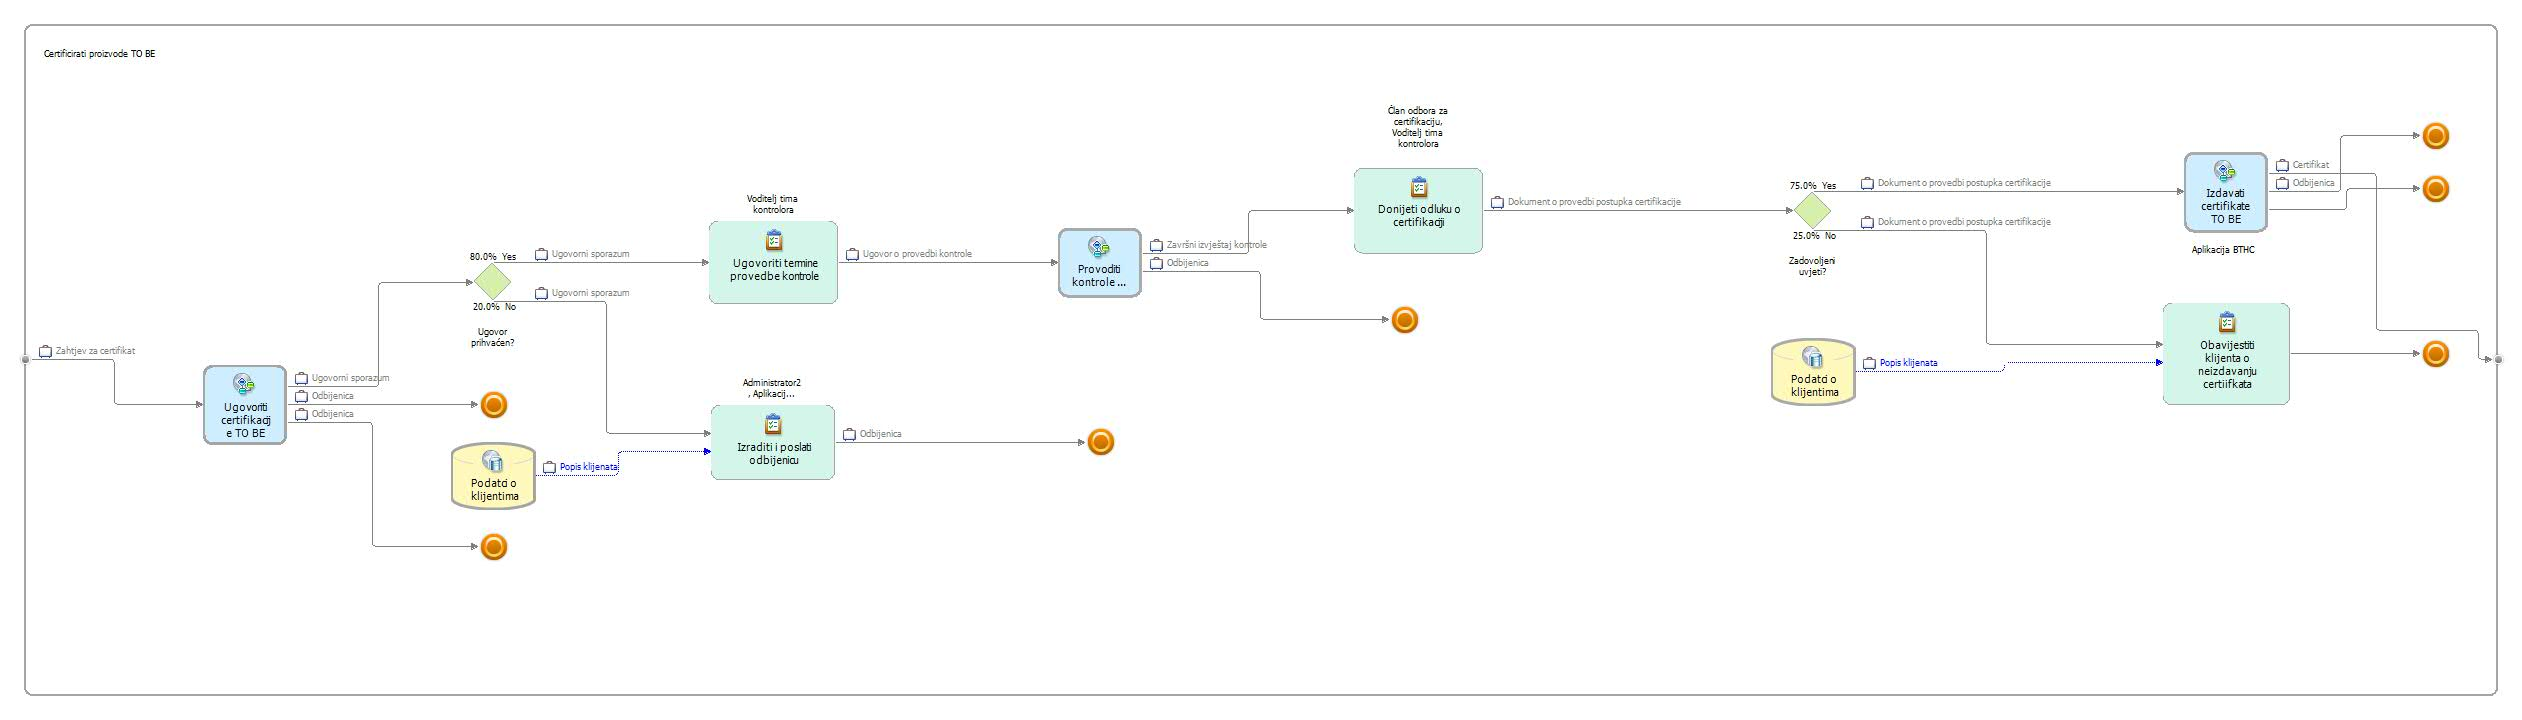 Certificirati proizvode TO BE
Zahtjev za certifikat
Ugovoriti
certifikacij
e TO BE
Ugovorni sporazum
Odbijenica
Odbijenica
80.0% Yes
20.0% No
Ugovor
prihvaćen?
Ugovorni sporazum
Ugovorni sporazum
Podatci o
klijentima
Popis klijenata
Voditelj tima
kontrolora
Ugovoriti termine
provedbe kontrole
Ugovor o provedbi kontrole
Administrator2
, Aplikacij...
Izraditi i poslati
odbijenicu
Odbijenica
Provoditi
kontrole ...
Završni izvještaj kontrole
Odbijenica
Član odbora za
certifikaciju,
Voditelj tima
kontrolora
Donijeti odluku o
certifikaciji
Dokument o provedbi postupka certifikacije
75.0% Yes
25.0% No
Zadovoljeni
uvjeti?
Dokument o provedbi postupka certifikacije
Dokument o provedbi postupka certifikacije
Podatci o
klijentima
Popis klijenata
Izdavati
certifikate
TO BE
Aplikacija BTHC
Certifikat
Odbijenica
Obavijestiti
klijenta o
neizdavanju
certiifkata